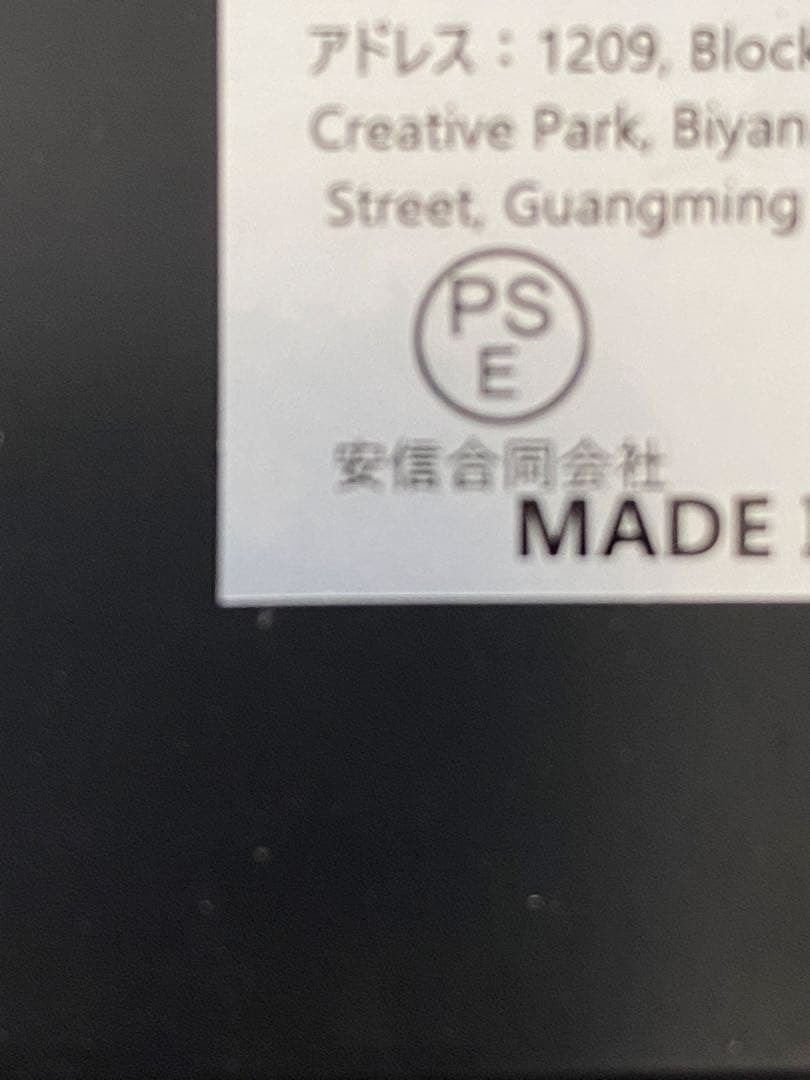 アドレス：1209, Block
Creative Park, Biyan
Street, Guangming
PS
E
安信合同会社
MADE